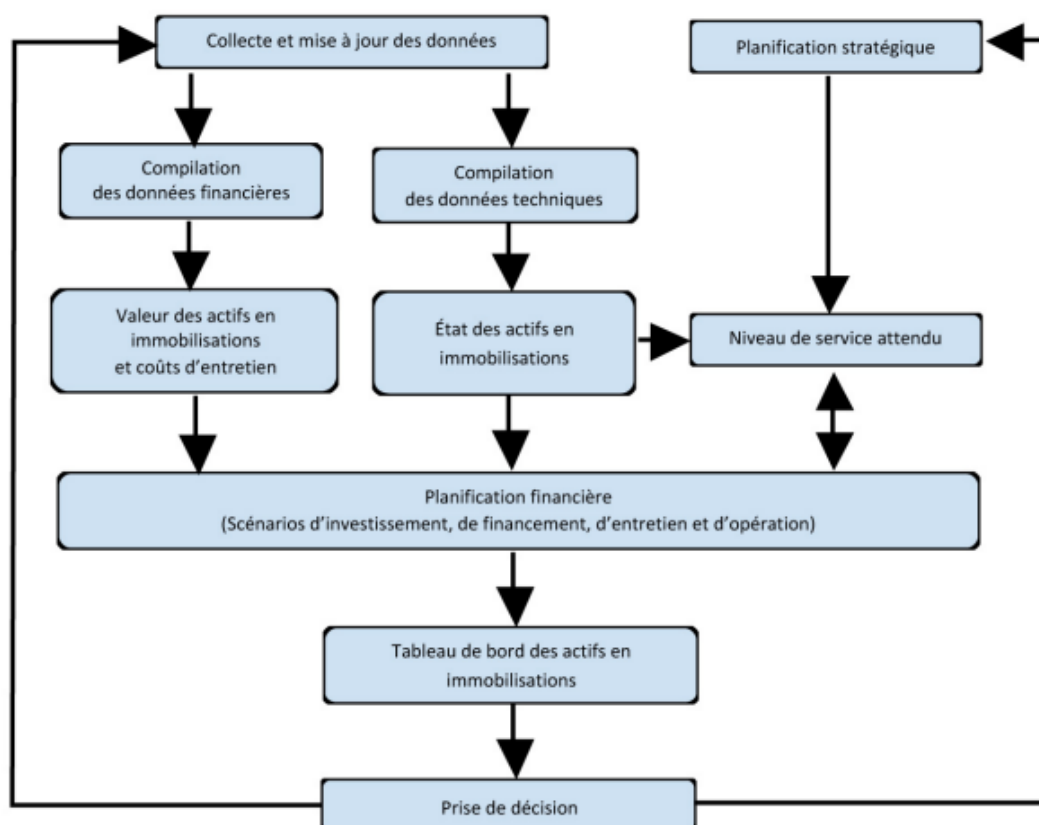 Collecte et mise à jour des données
Planification stratégique
Compilation
des données financières
Compilation
des données techniques
Valeur des actifs en
immobilisations
et coûts d'entretien
État des actifs en
immobilisations
Niveau de service attendu
Planification financière
(Scénarios d'investissement, de financement, d'entretien et d'opération)
Tableau de bord des actifs en
immobilisations
Prise de décision